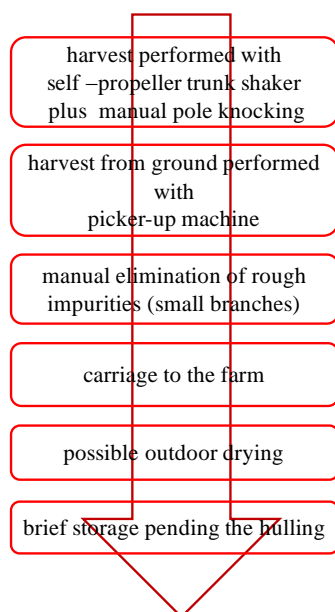 harvest performed with
self –propeller trunk shaker
plus manual pole knocking
harvest from ground performed
with
picker-up machine
manual elimination of rough
impurities (small branches)
carriage to the farm
possible outdoor drying
brief storage pending the hulling